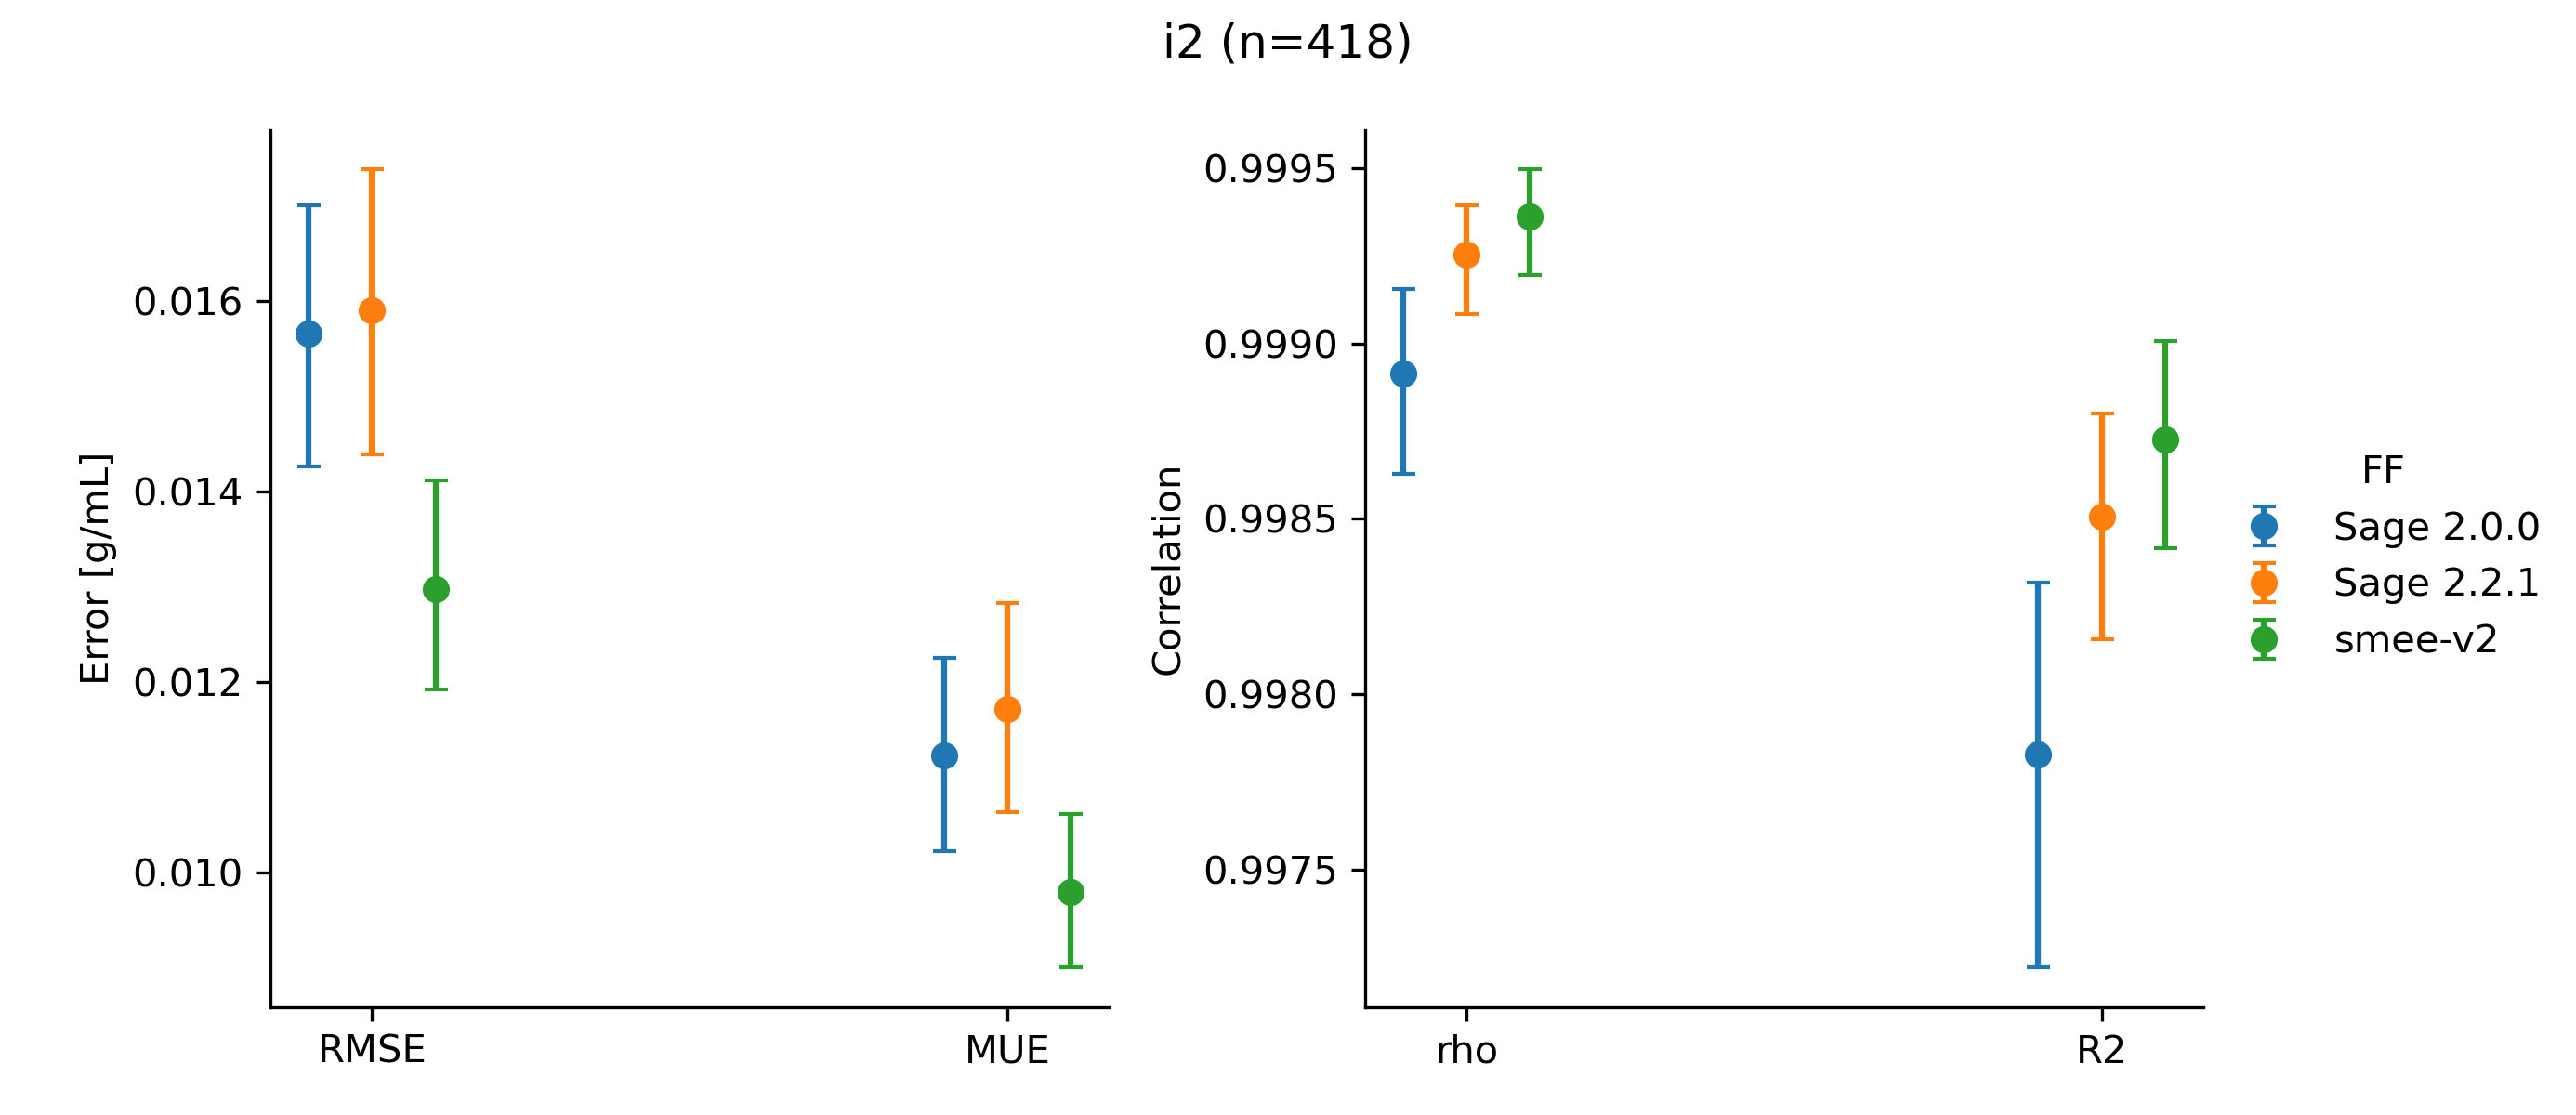 i2 (n=418)
Error [g/mL]
0.016
0.014
0.012
0.010
RMSE
MUE
Correlation
0.9995
0.9990
0.9985
0.9980
0.9975
rho
R2
FF
Sage 2.0.0
Sage 2.2.1
smee-v2